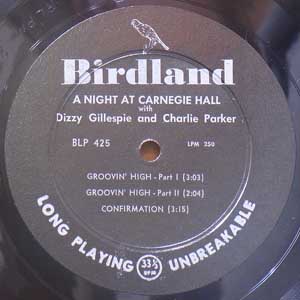 Birdland
A NIGHT AT CARNEGIE HALL
with
Dizzy Gillespie and Charlie Parker
BLP 425
LPM 250
GROOVIN' HIGH - Part I (3:03)
GROOVIN' HIGH - Part II (2:04)
CONFIRMATION (3:15)
LONG PLAYING
33⅓
RPM
UNBREAKABLE